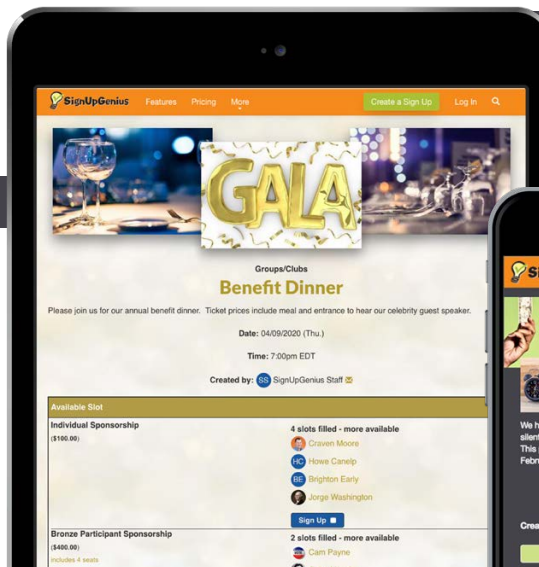 SignUpGenius Features Pricing More Create a Sign Up Log In
GALA
Groups/Clubs
Benefit Dinner
Please join us for our annual benefit dinner. Ticket prices include meal and entrance to hear our celebrity guest speaker.
Date: 04/09/2020 (Thu.)
Time: 7:00pm EDT
Created by: SS SignUpGenius Staff
Available Slot
Individual Sponsorship
($100.00)
4 slots filled - more available
Craven Moore
HC Howe Canelp
BE Brighton Early
Jorge Washington
Sign Up
Bronze Participant Sponsorship
($400.00)
includes 4 seats
2 slots filled - more available
Cam Payne
Si
We h
silent
This
Febr
Crea